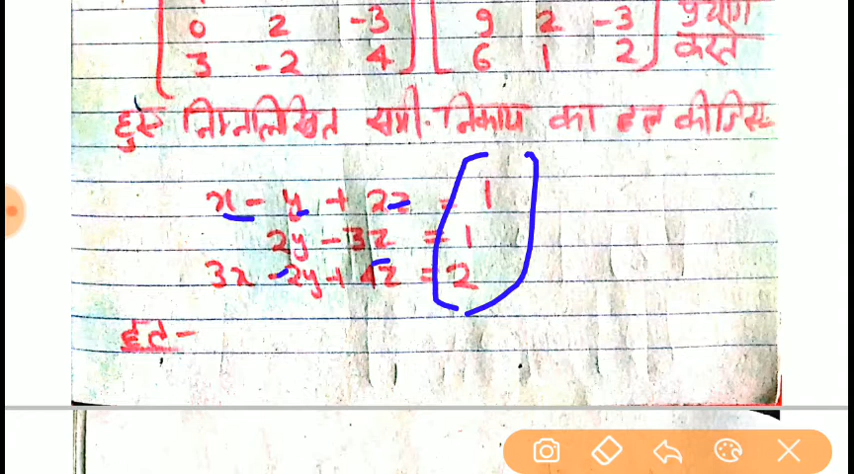 0 2 -3 9 2 -3 प्रयोग
3 -2 4 6 1 2 करते
हुए निम्नलिखित समी. निकाय का हल कीजिए
x - y + 2z = 1
2y - 3z = 1
3x - 2y + 4z = 2
हल -